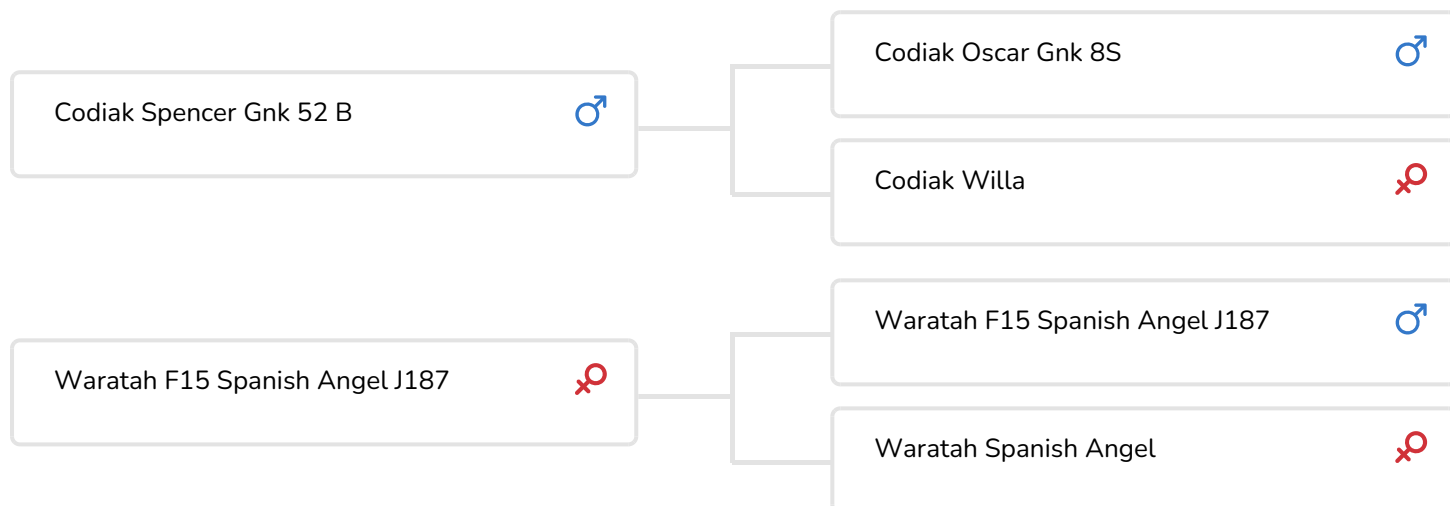 Codiak Oscar Gnk 8S
Codiak Spencer Gnk 52 B
Codiak Willa
Waratah F15 Spanish Angel J187
Waratah F15 Spanish Angel J187
Waratah Spanish Angel